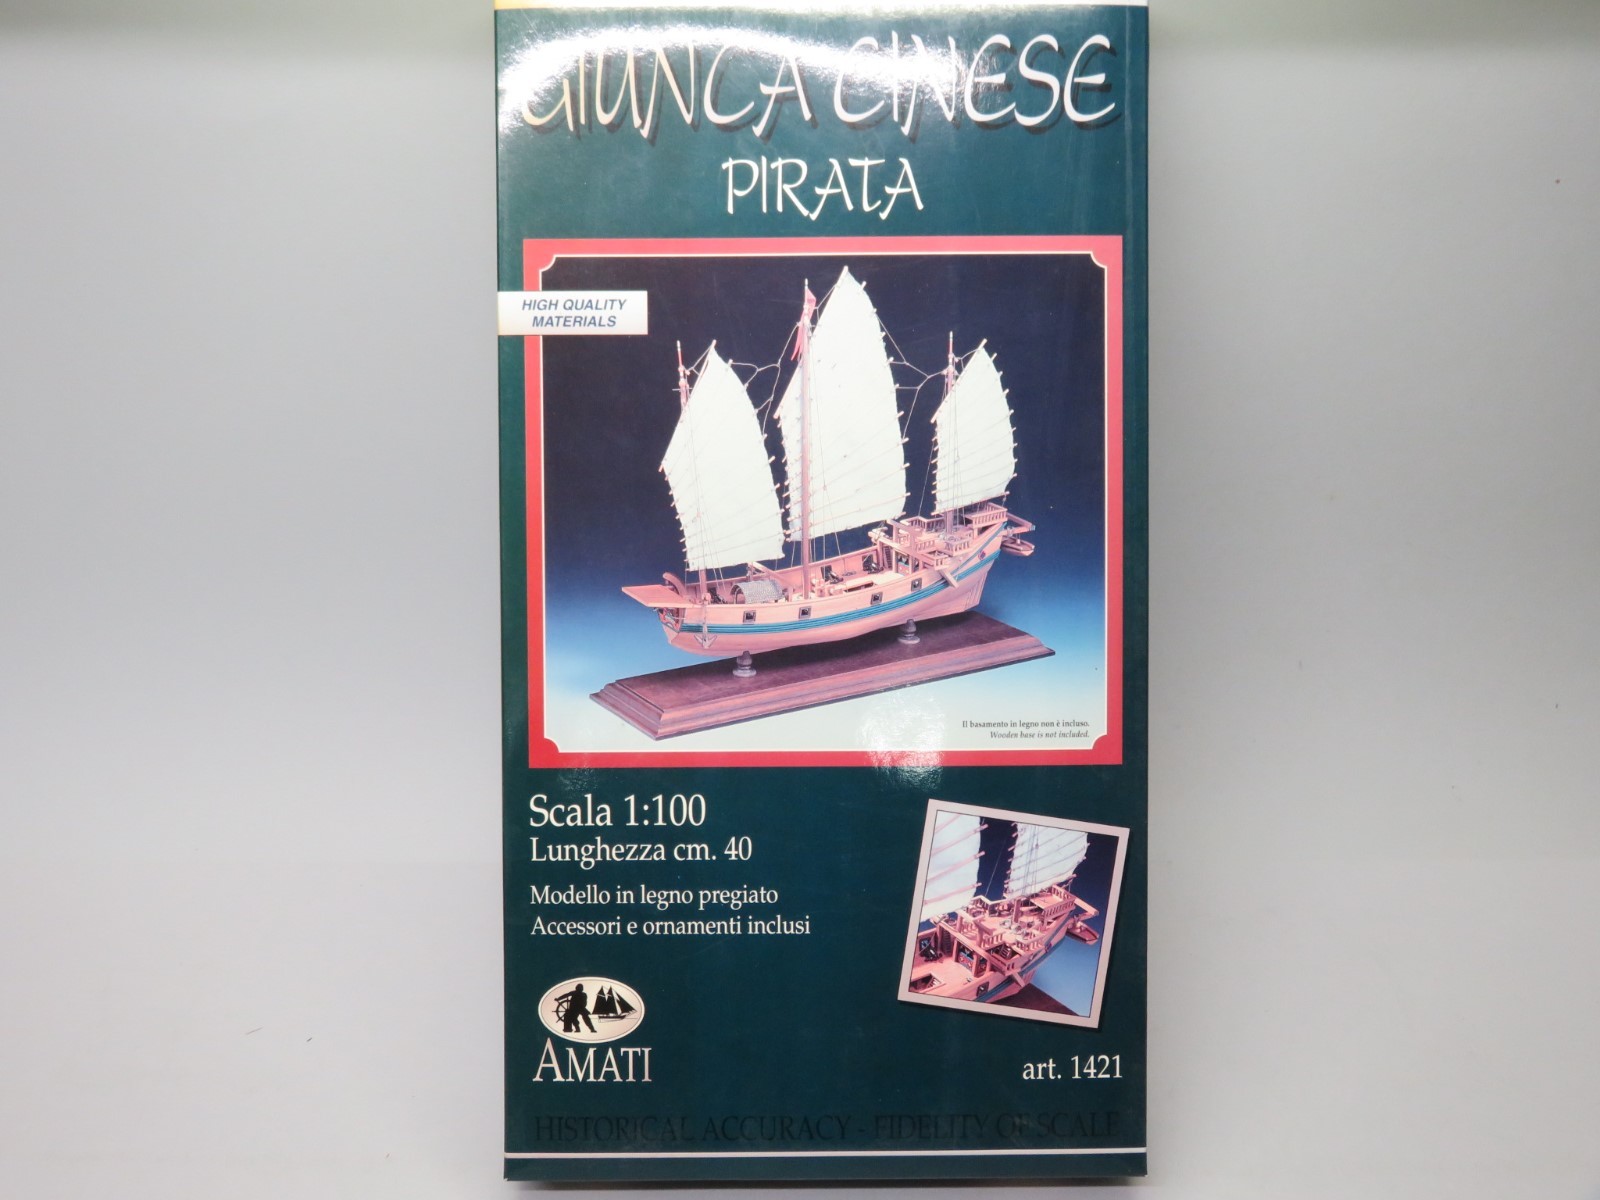 GIUNCA CINESE
PIRATA
HIGH QUALITY
MATERIALS
Il basamento in legno non è incluso.
Wooden base is not included.
Scala 1:100
Lunghezza cm. 40
Modello in legno pregiato
Accessori e ornamenti inclusi
AMATI
art. 1421
HISTORICAL ACCURACY - FIDELITY OF SCALE